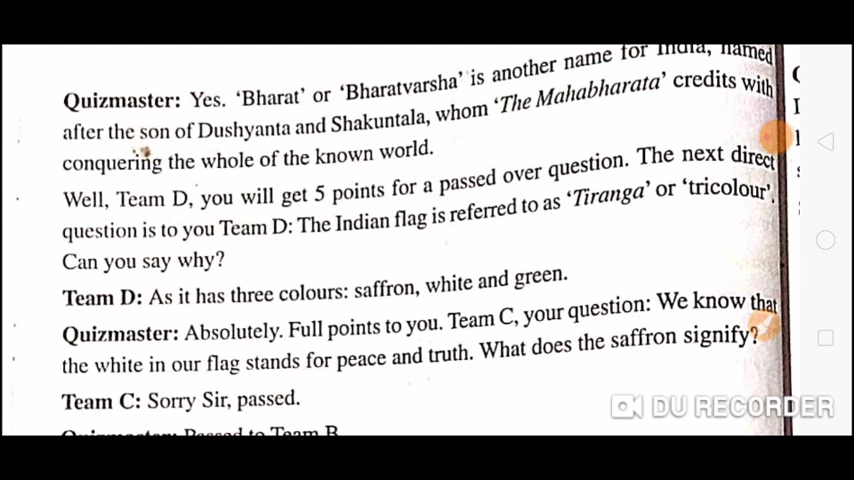 Quizmaster: Yes. 'Bharat' or 'Bharatvarsha' is another name for India, named
after the son of Dushyanta and Shakuntala, whom 'The Mahabharata' credits with
conquering the whole of the known world.
Well, Team D, you will get 5 points for a passed over question. The next direct
question is to you Team D: The Indian flag is referred to as 'Tiranga' or 'tricolour'.
Can you say why?
Team D: As it has three colours: saffron, white and green.
Quizmaster: Absolutely. Full points to you. Team C, your question: We know that
the white in our flag stands for peace and truth. What does the saffron signify?
Team C: Sorry Sir, passed.
Quizmaster: Passed to Team B.
DU RECORDER